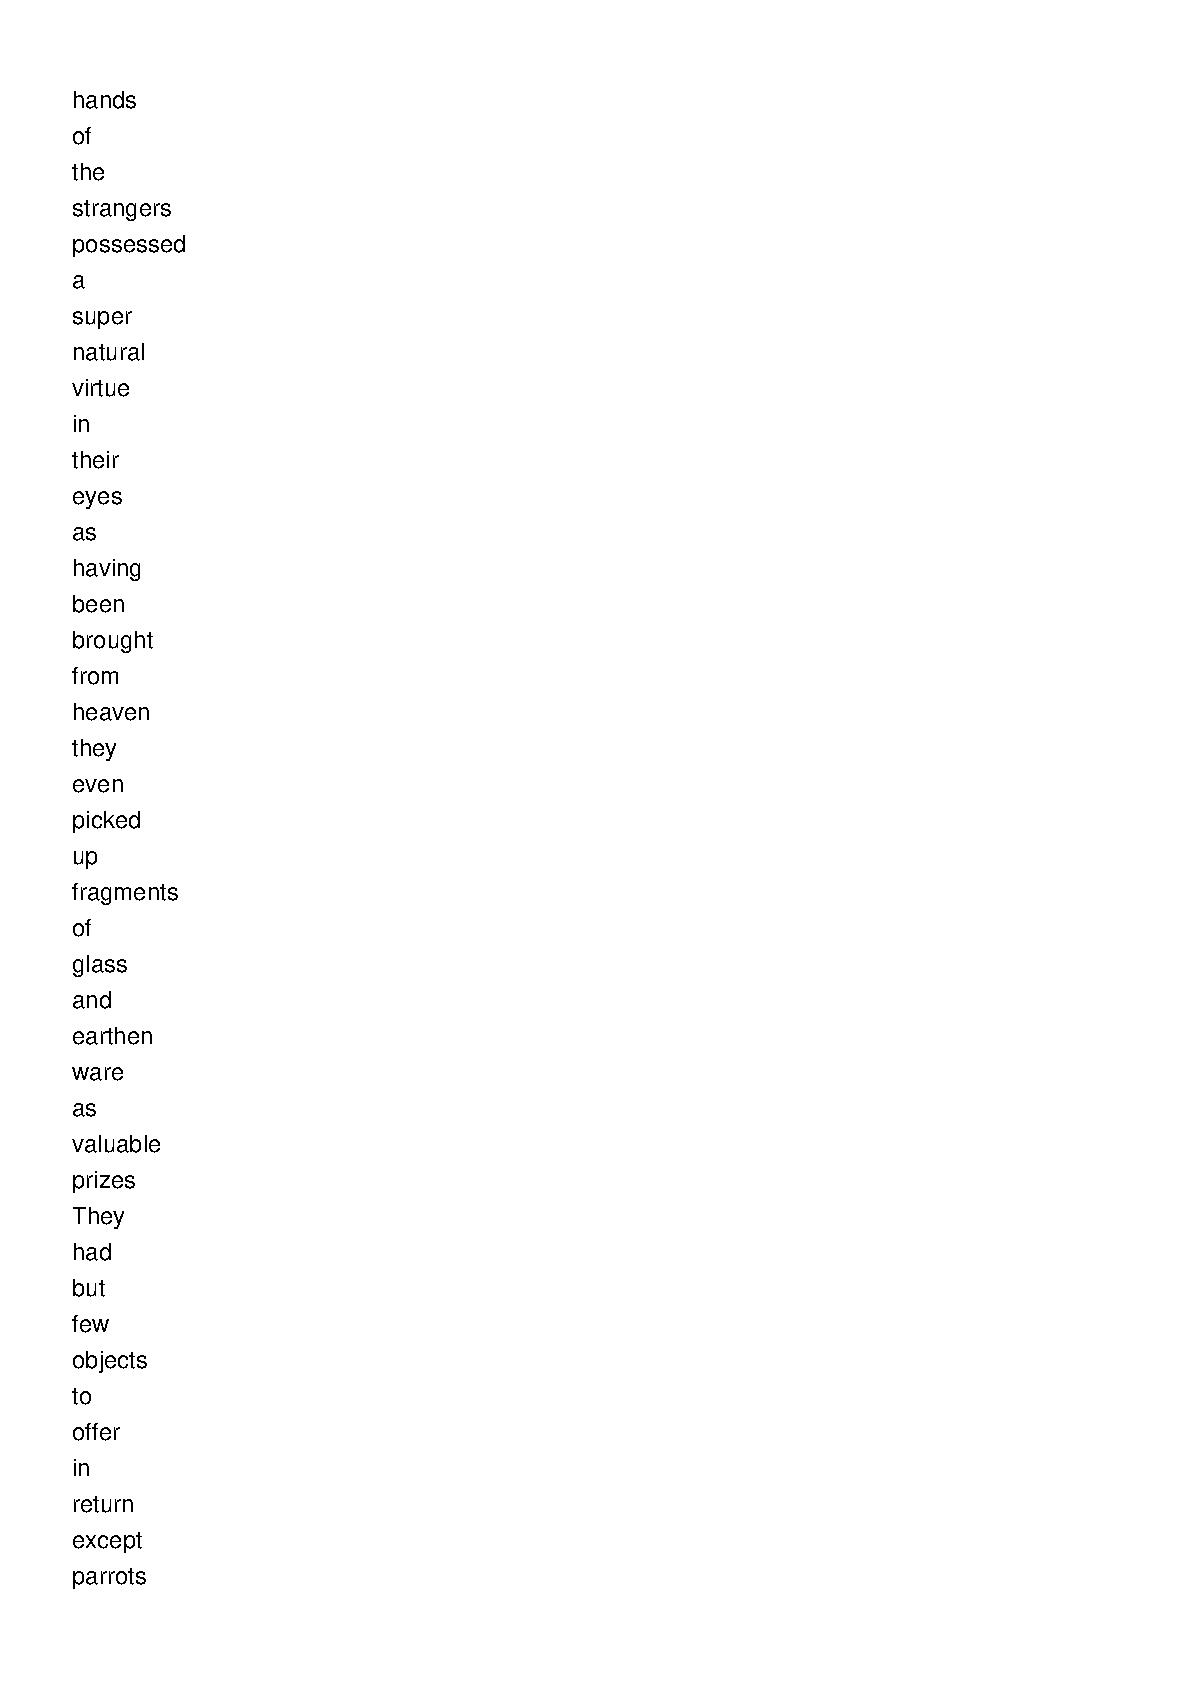 hands
of
the
strangers
possessed
a
super
natural
virtue
in
their
eyes
as
having
been
brought
from
heaven
they
even
picked
up
fragments
of
glass
and
earthen
ware
as
valuable
prizes
They
had
but
few
objects
to
offer
in
return
except
parrots